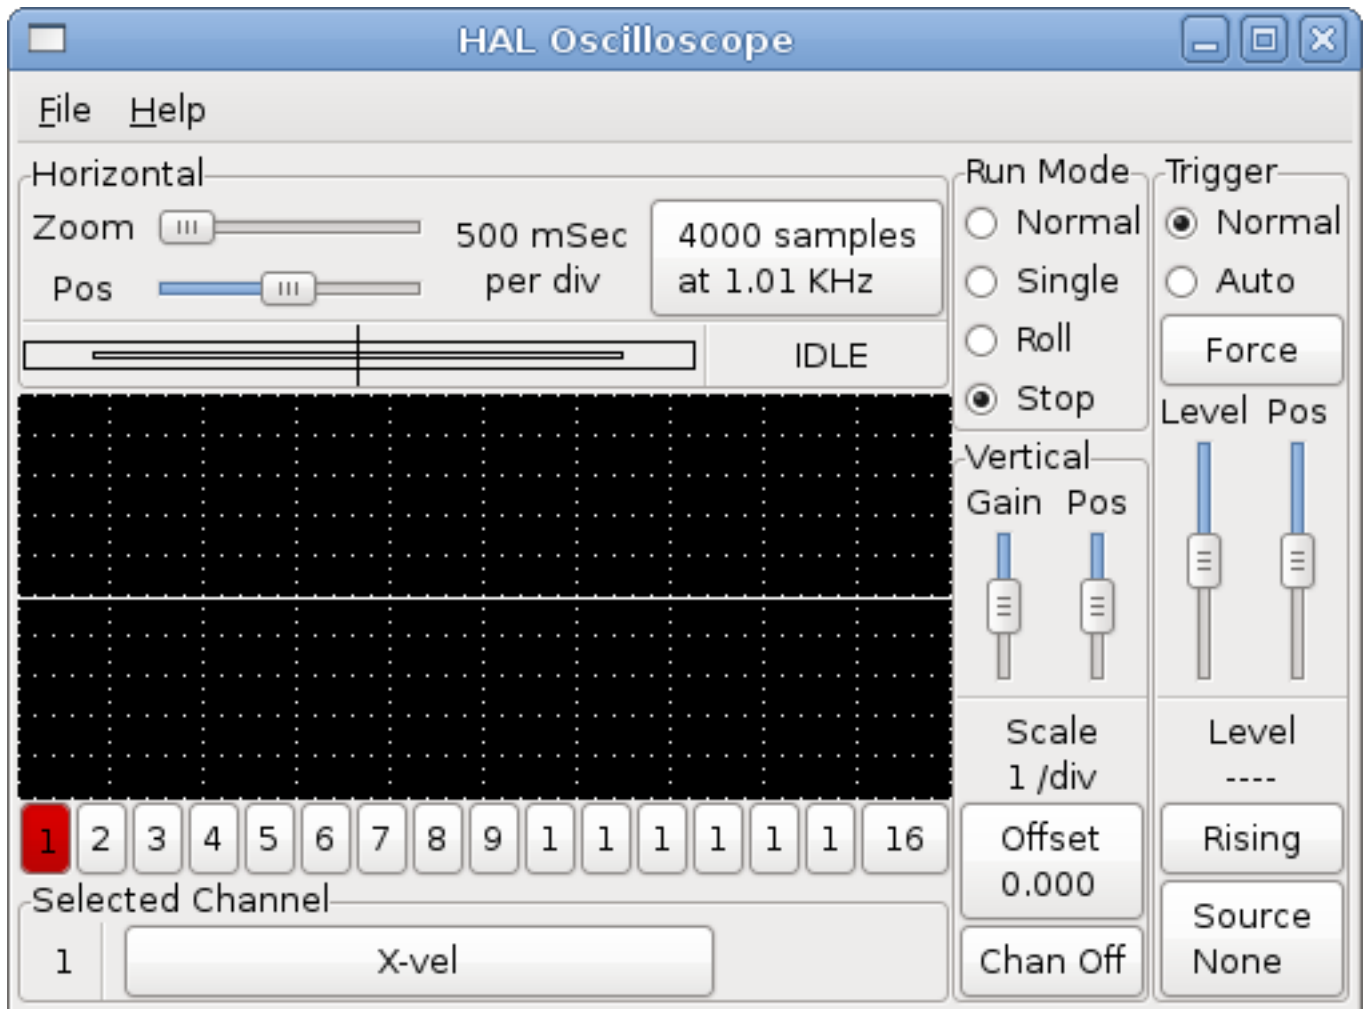 HAL Oscilloscope
File Help
Horizontal
Zoom
Pos
500 mSec
per div
4000 samples
at 1.01 KHz
IDLE
Run Mode
Normal
Single
Roll
Stop
Trigger
Normal
Auto
Force
Level Pos
Vertical
Gain Pos
Scale
1 /div
Level
----
1 2 3 4 5 6 7 8 9 1 1 1 1 1 1 16
Offset
0.000
Rising
Selected Channel
1 X-vel
Chan Off
Source
None